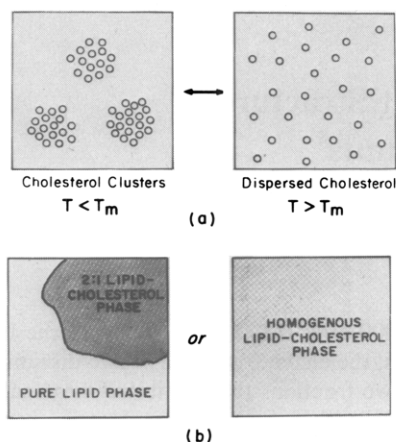 Cholesterol Clusters
T < Tm
Dispersed Cholesterol
T > Tm
(a)
2:1 LIPID-
CHOLESTEROL
PHASE
PURE LIPID PHASE
or
HOMOGENOUS
LIPID-CHOLESTEROL
PHASE
(b)